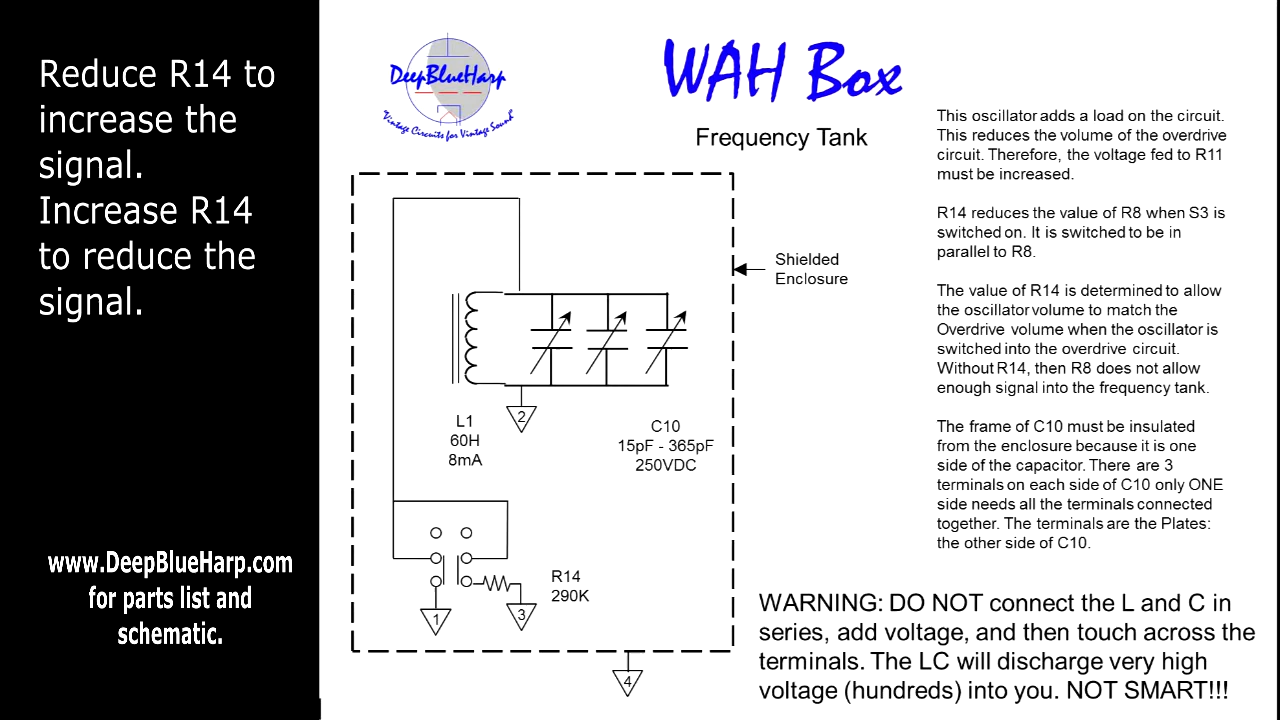 Reduce R14 to
increase the
signal.
Increase R14
to reduce the
signal.
www.DeepBlueHarp.com
for parts list and
schematic.
DeepBlueHarp
"Vintage Circuits for Vintage Sound"
WAH Box
Frequency Tank
Shielded
Enclosure
L1
60H
8mA
2
C10
15pF - 365pF
250VDC
R14
290K
1
3
4
This oscillator adds a load on the circuit.
This reduces the volume of the overdrive
circuit. Therefore, the voltage fed to R11
must be increased.
R14 reduces the value of R8 when S3 is
switched on. It is switched to be in
parallel to R8.
The value of R14 is determined to allow
the oscillator volume to match the
Overdrive volume when the oscillator is
switched into the overdrive circuit.
Without R14, then R8 does not allow
enough signal into the frequency tank.
The frame of C10 must be insulated
from the enclosure because it is one
side of the capacitor. There are 3
terminals on each side of C10 only ONE
side needs all the terminals connected
together. The terminals are the Plates:
the other side of C10.
WARNING: DO NOT connect the L and C in
series, add voltage, and then touch across the
terminals. The LC will discharge very high
voltage (hundreds) into you. NOT SMART!!!